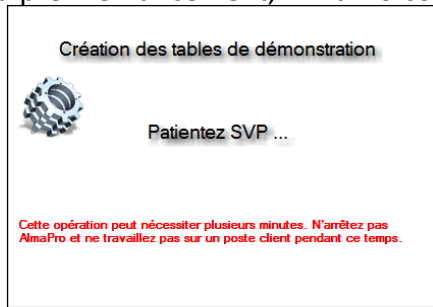 Création des tables de démonstration
Patientez SVP ...
Cette opération peut nécessiter plusieurs minutes. N'arrêtez pas
AlmaPro et ne travaillez pas sur un poste client pendant ce temps.